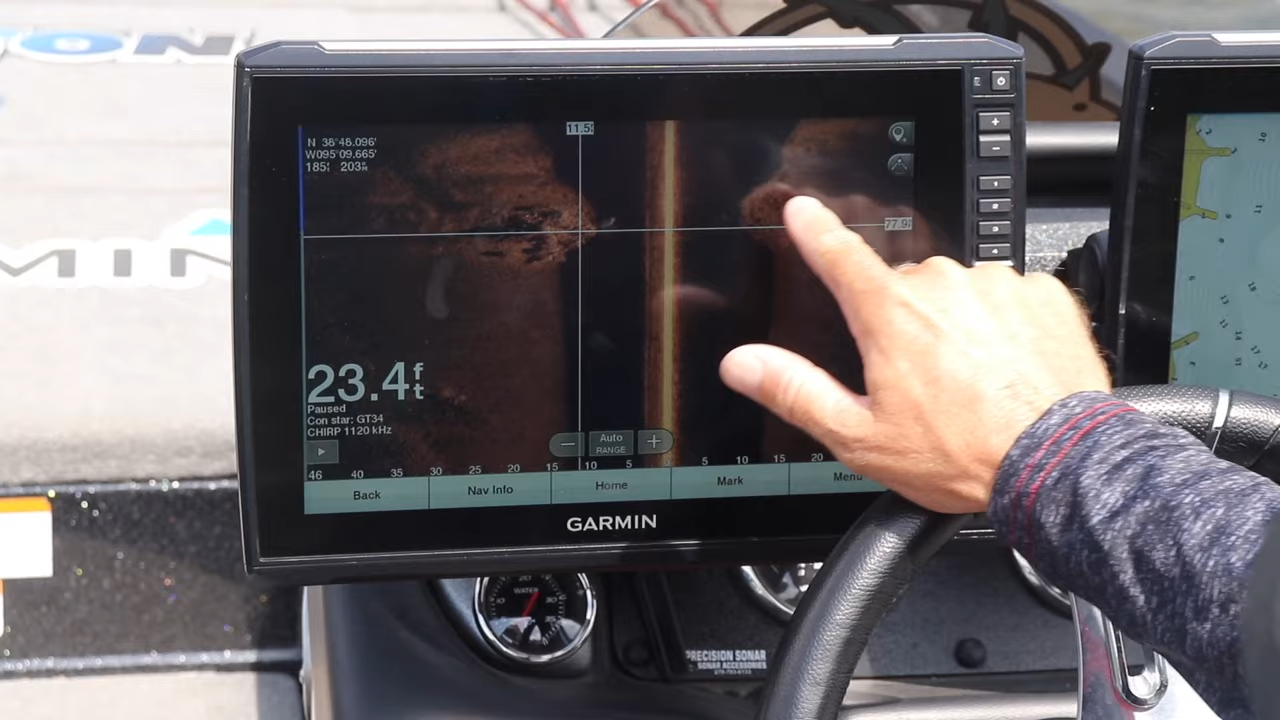 ON
MIN
N 38°48.096'
W095°09.665'
11.5
77.9
23.4ft
Paused
Con star: GT34
CHIRP 1120 kHz
Auto
RANGE
46 40 35 30 25 20 15 10 5 5 10 15 20
Back Nav Info Home Mark Menu
GARMIN
WATER
PRECISION SONAR
SONAR ACCESSORIES